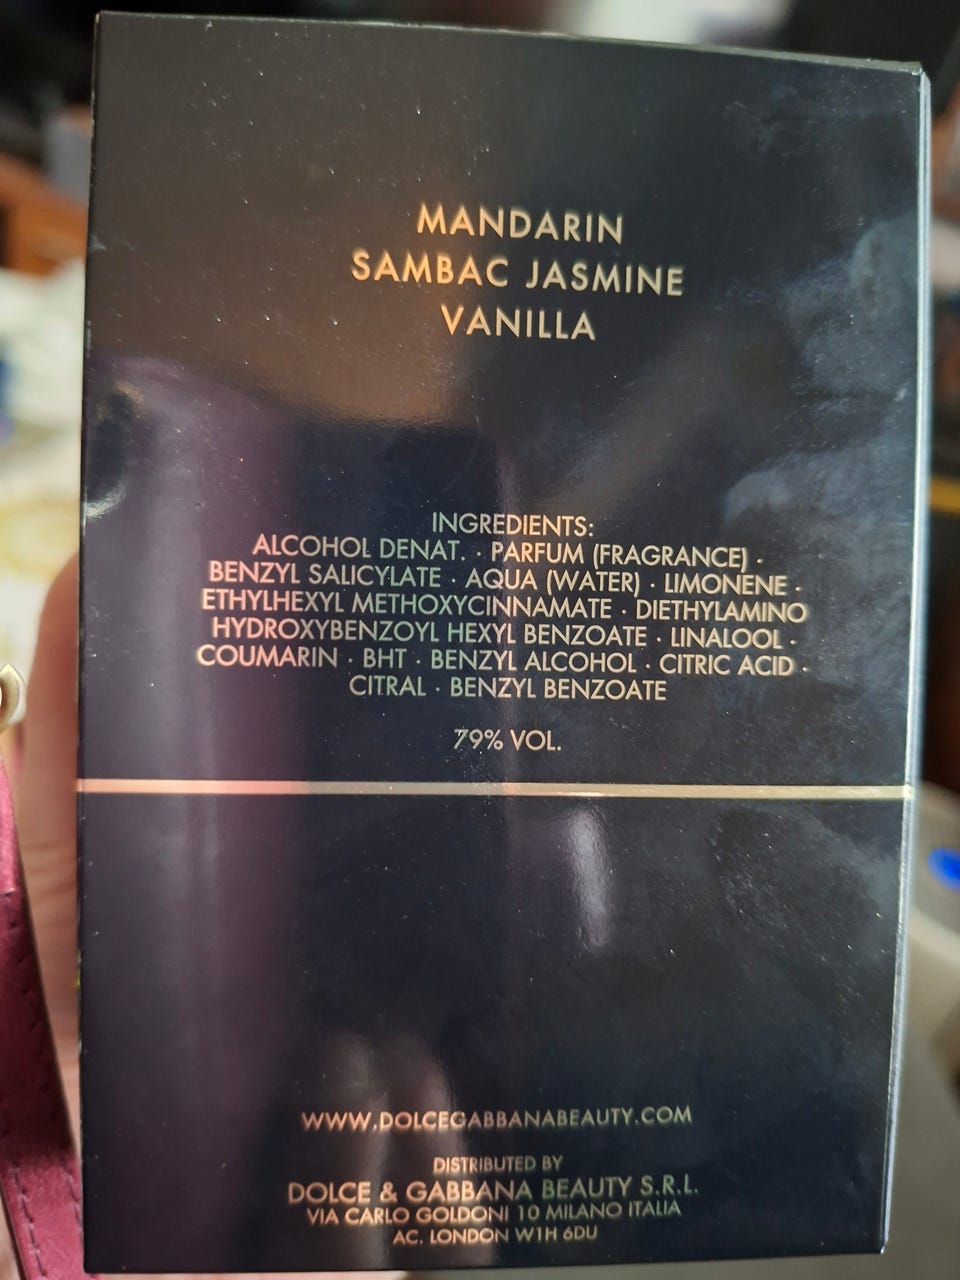 MANDARIN
SAMBAC JASMINE
VANILLA
INGREDIENTS:
ALCOHOL DENAT. · PARFUM (FRAGRANCE) ·
BENZYL SALICYLATE · AQUA (WATER) · LIMONENE ·
ETHYLHEXYL METHOXYCINNAMATE · DIETHYLAMINO
HYDROXYBENZOYL HEXYL BENZOATE · LINALOOL ·
COUMARIN · BHT · BENZYL ALCOHOL · CITRIC ACID ·
CITRAL · BENZYL BENZOATE
79% VOL.
WWW.DOLCEGABBANABEAUTY.COM
DISTRIBUTED BY
DOLCE & GABBANA BEAUTY S.R.L.
VIA CARLO GOLDONI 10 MILANO ITALIA
AC. LONDON W1H 6DU